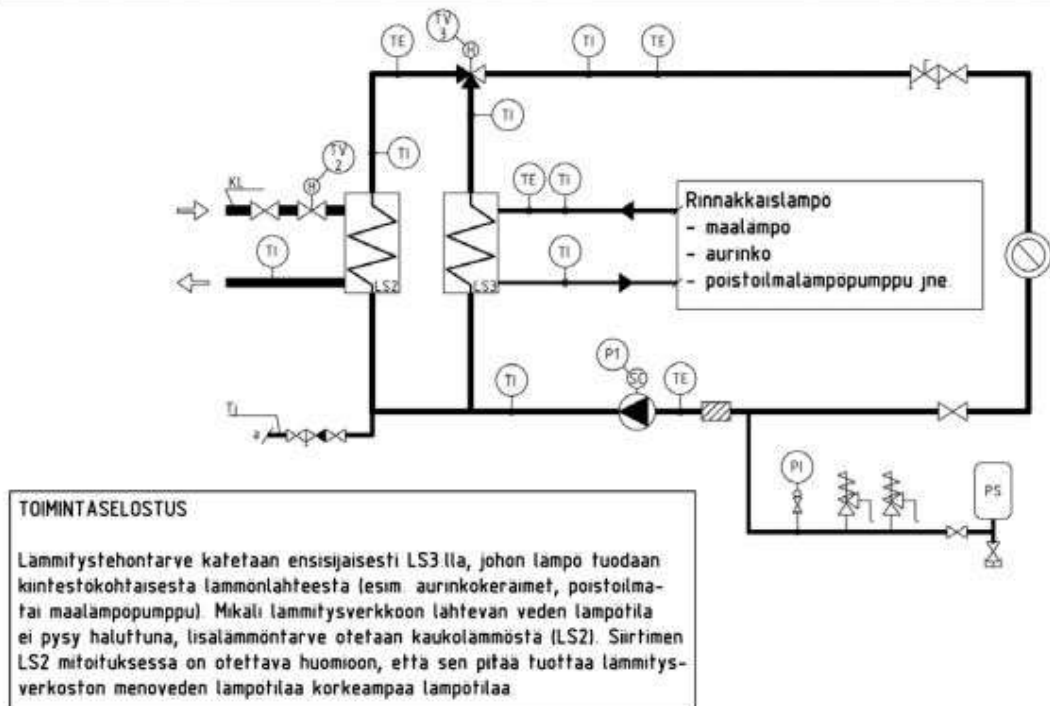 TV
3
TE
TI
TE
TI
TV
2
TI
KL
TE
TI
TI
TI
LS2
LS3
Rinnakkaislämpö
- maalämpö
- aurinko
- poistoilmalämpöpumppu jne.
P1
SC
TI
TE
Tj
a
PI
PS
TOIMINTASELOSTUS
Lämmitystehontarve katetaan ensisijaisesti LS3:lla, johon lämpö tuodaan
kiintestökohtaisesta lämmönlähteestä (esim. aurinkokeräimet, poistoilma-
tai maalämpöpumppu). Mikäli lämmitysverkkoon lähtevän veden lämpötila
ei pysy haluttuna, lisälämmöntarve otetaan kaukolämmöstä (LS2). Siirtimen
LS2 mitoituksessa on otettava huomioon, että sen pitää tuottaa lämmitys-
verkoston menoveden lämpötilaa korkeampaa lämpötilaa